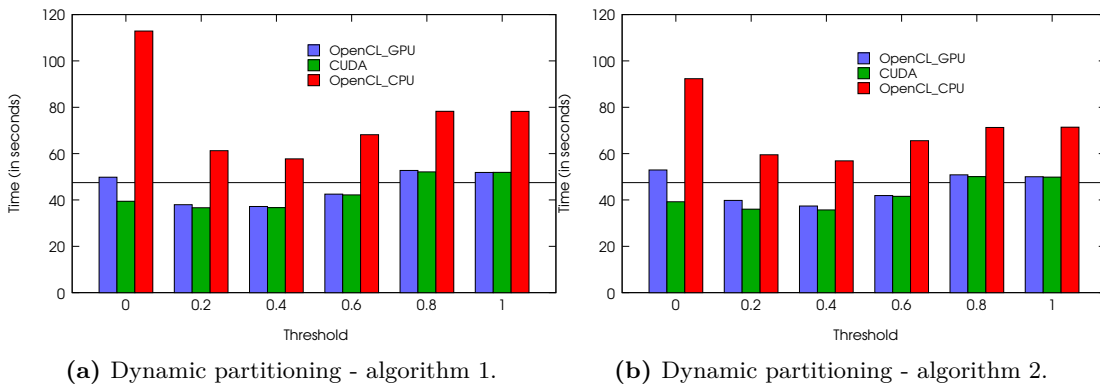 120
100
80
60
40
20
0
Time (in seconds)
OpenCL_GPU
CUDA
OpenCL_CPU
0 0.2 0.4 0.6 0.8 1
Threshold
(a) Dynamic partitioning - algorithm 1.
120
100
80
60
40
20
0
Time (in seconds)
OpenCL_GPU
CUDA
OpenCL_CPU
0 0.2 0.4 0.6 0.8 1
Threshold
(b) Dynamic partitioning - algorithm 2.